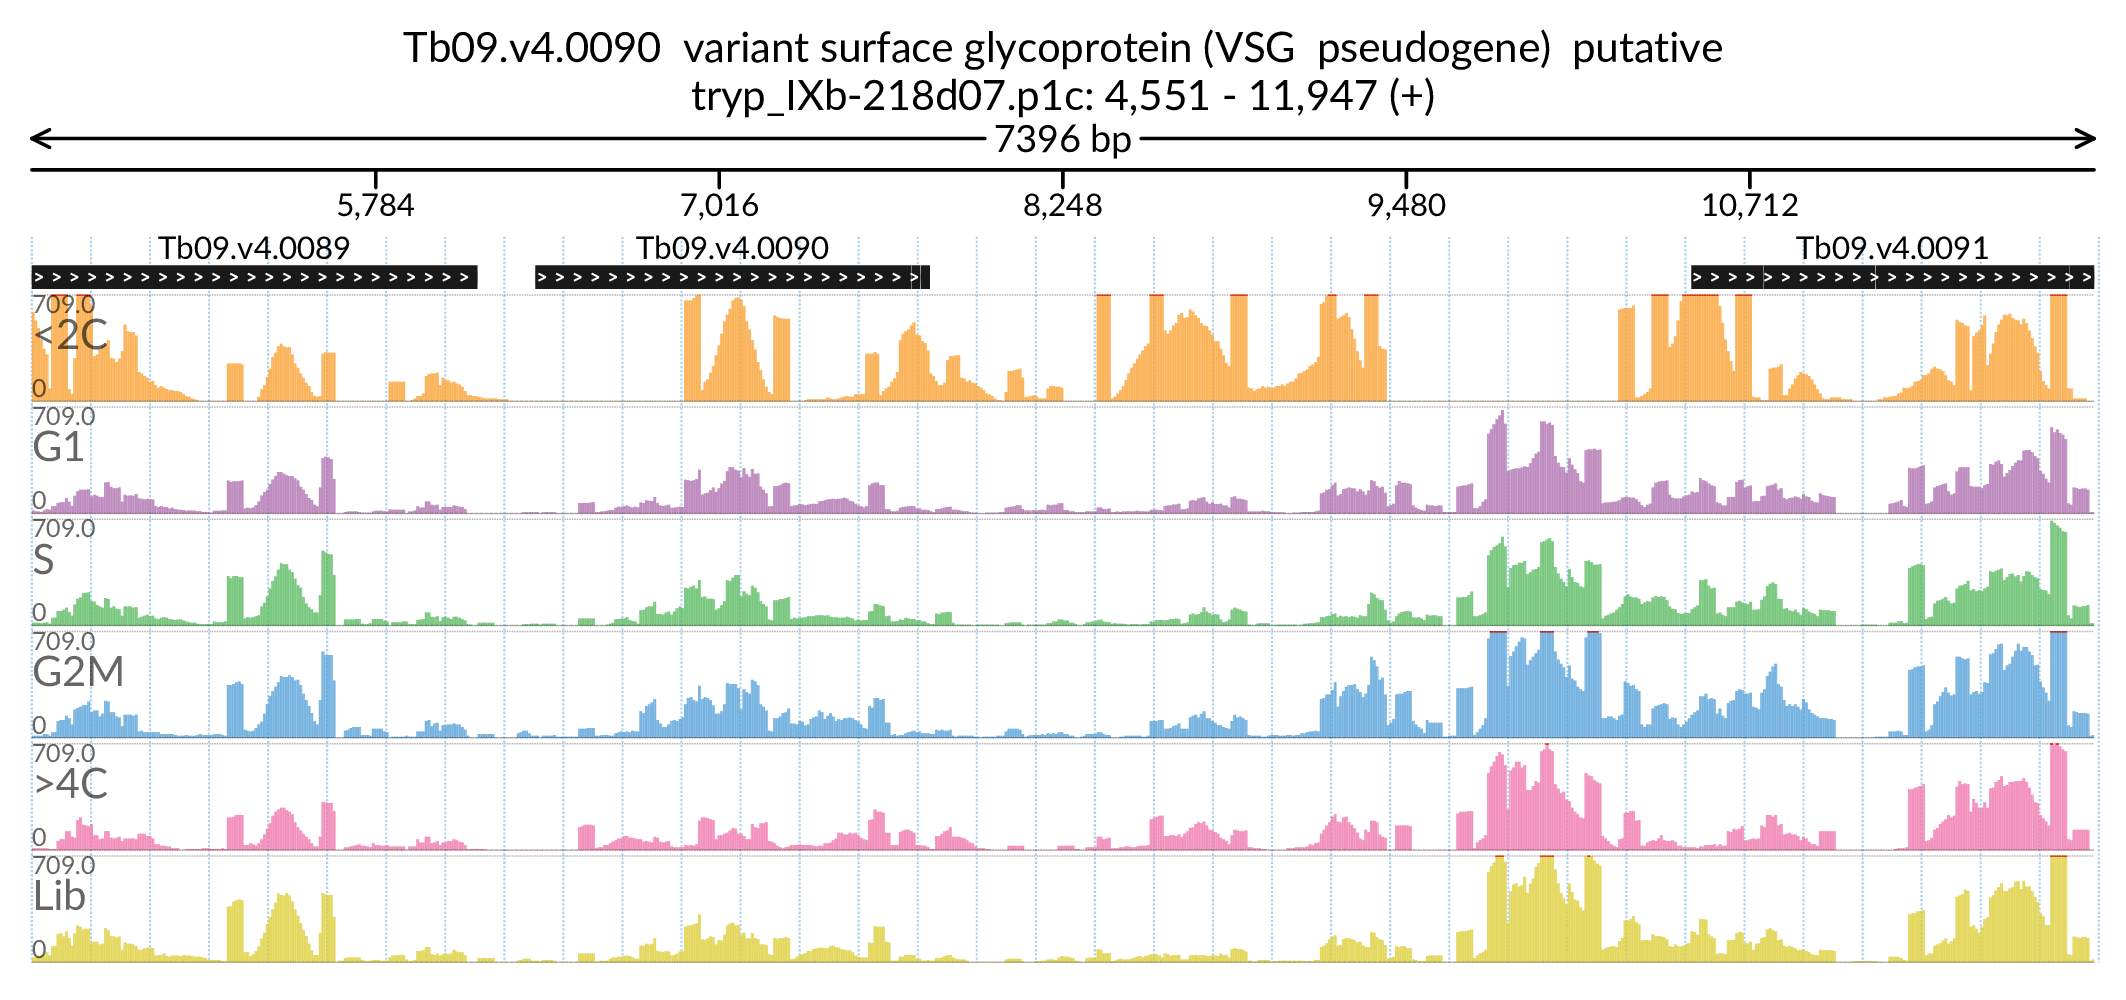 Tb09.v4.0090  variant surface glycoprotein (VSG  pseudogene)  putative
tryp_IXb-218d07.p1c: 4,551 - 11,947 (+)
7396 bp
5,784 7,016 8,248 9,480 10,712
Tb09.v4.0089 Tb09.v4.0090 Tb09.v4.0091
709.0
<2C
0
709.0
G1
0
709.0
S
0
709.0
G2M
0
709.0
>4C
0
709.0
Lib
0